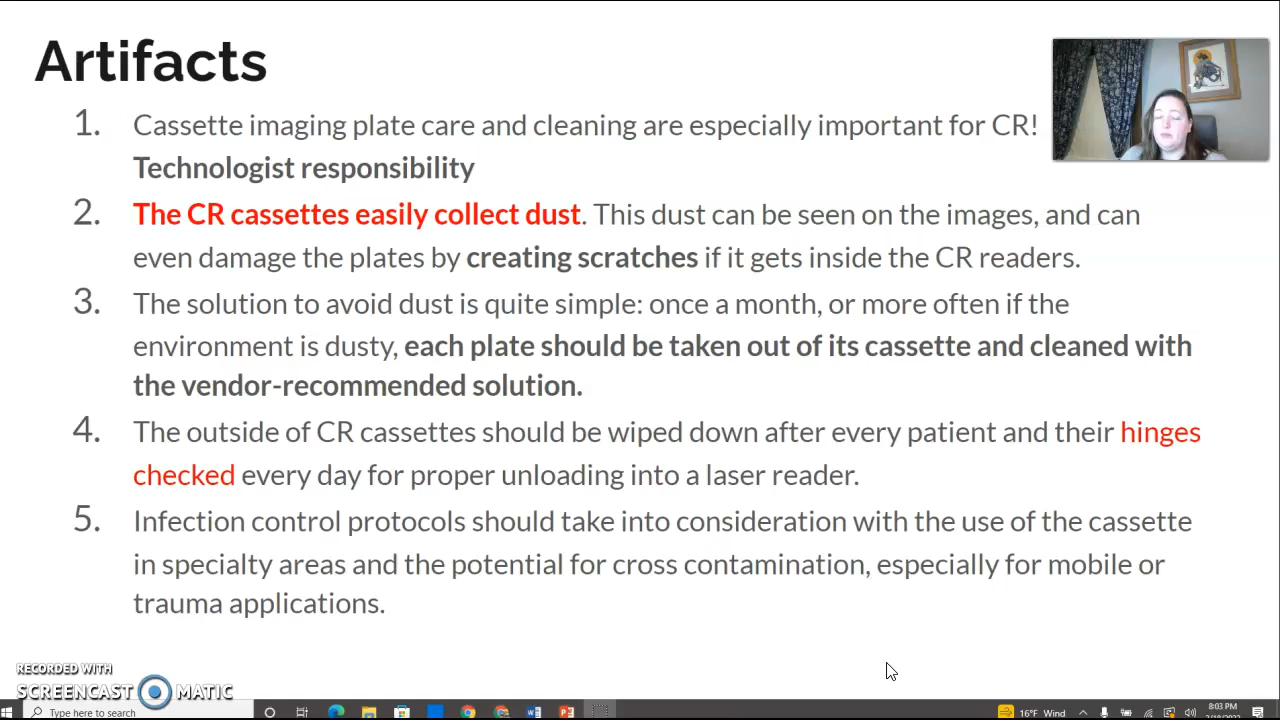 Artifacts
1. Cassette imaging plate care and cleaning are especially important for CR!
Technologist responsibility
2. The CR cassettes easily collect dust. This dust can be seen on the images, and can
even damage the plates by creating scratches if it gets inside the CR readers.
3. The solution to avoid dust is quite simple: once a month, or more often if the
environment is dusty, each plate should be taken out of its cassette and cleaned with
the vendor-recommended solution.
4. The outside of CR cassettes should be wiped down after every patient and their hinges
checked every day for proper unloading into a laser reader.
5. Infection control protocols should take into consideration with the use of the cassette
in specialty areas and the potential for cross contamination, especially for mobile or
trauma applications.
RECORDED WITH
SCREENCAST MATIC
Type here to search
16°F Wind
8:03 PM